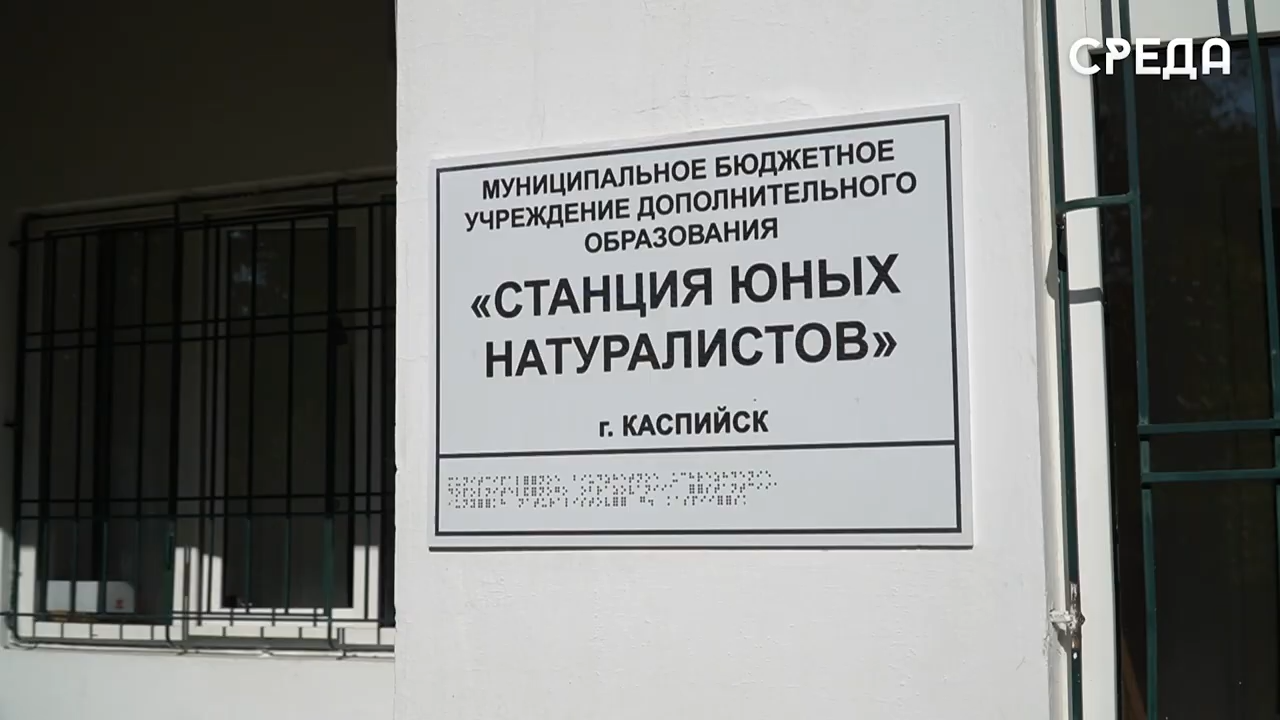 СРЕДА
МУНИЦИПАЛЬНОЕ БЮДЖЕТНОЕ
УЧРЕЖДЕНИЕ ДОПОЛНИТЕЛЬНОГО
ОБРАЗОВАНИЯ
«СТАНЦИЯ ЮНЫХ
НАТУРАЛИСТОВ»
г. КАСПИЙСК